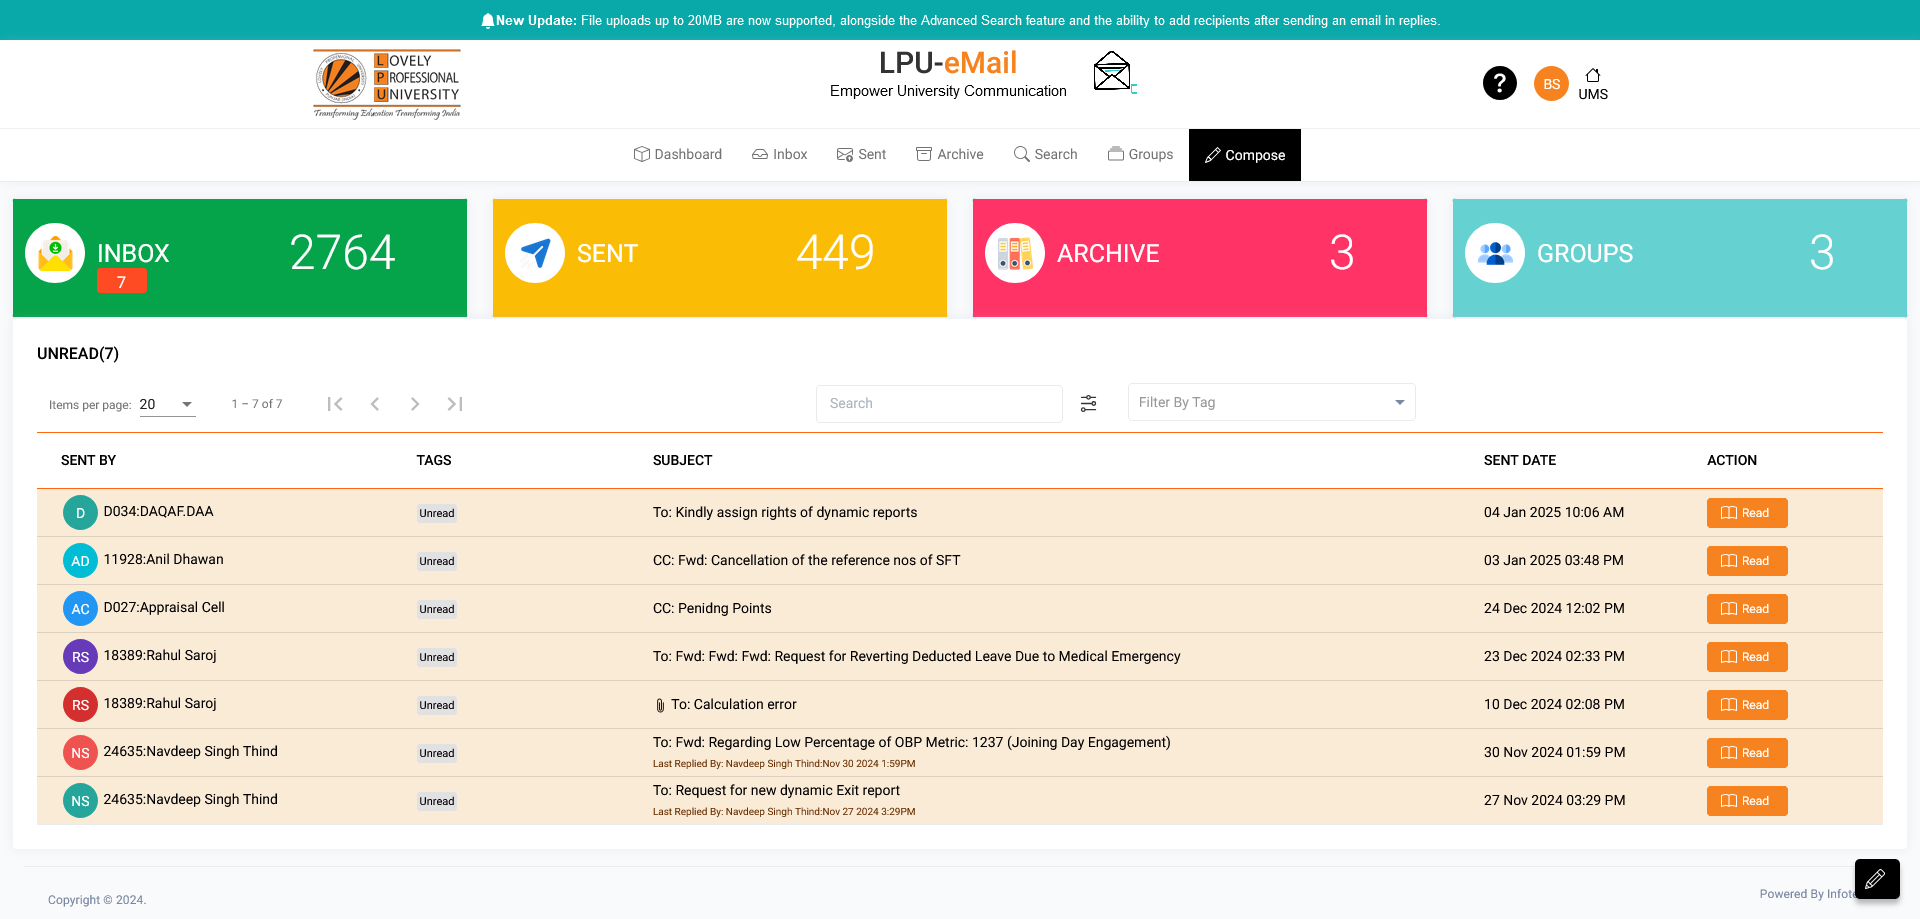 New Update: File uploads up to 20MB are now supported, alongside the Advanced Search feature and the ability to add recipients after sending an email in replies.
LOVELY
PROFESSIONAL
UNIVERSITY
Transforming Education Transforming India
LPU-eMail
Empower University Communication
?
BS
UMS
Dashboard
Inbox
Sent
Archive
Search
Groups
Compose
INBOX
7
2764
SENT
449
ARCHIVE
3
GROUPS
3
UNREAD(7)
Items per page: 20
1 – 7 of 7
Search
Filter By Tag
SENT BY TAGS SUBJECT SENT DATE ACTION
D D034:DAQAF.DAA Unread To: Kindly assign rights of dynamic reports 04 Jan 2025 10:06 AM Read
AD 11928:Anil Dhawan Unread CC: Fwd: Cancellation of the reference nos of SFT 03 Jan 2025 03:48 PM Read
AC D027:Appraisal Cell Unread CC: Penidng Points 24 Dec 2024 12:02 PM Read
RS 18389:Rahul Saroj Unread To: Fwd: Fwd: Fwd: Request for Reverting Deducted Leave Due to Medical Emergency 23 Dec 2024 02:33 PM Read
RS 18389:Rahul Saroj Unread To: Calculation error 10 Dec 2024 02:08 PM Read
NS 24635:Navdeep Singh Thind Unread To: Fwd: Regarding Low Percentage of OBP Metric: 1237 (Joining Day Engagement) 30 Nov 2024 01:59 PM Read
Last Replied By: Navdeep Singh Thind:Nov 30 2024 1:59PM
NS 24635:Navdeep Singh Thind Unread To: Request for new dynamic Exit report 27 Nov 2024 03:29 PM Read
Last Replied By: Navdeep Singh Thind:Nov 27 2024 3:29PM
Copyright © 2024.
Powered By